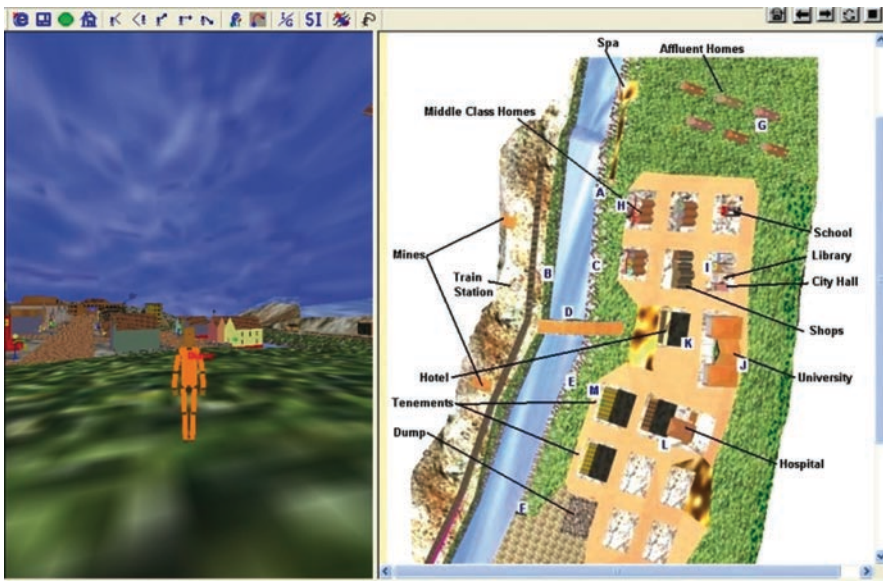 I/G SI
Spa
Affluent Homes
Middle Class Homes
G
A
H
School
Mines
Library
I
City Hall
Train
Station
B
C
D
Shops
K
J
Hotel
University
E
M
Tenements
Dump
L
Hospital
F